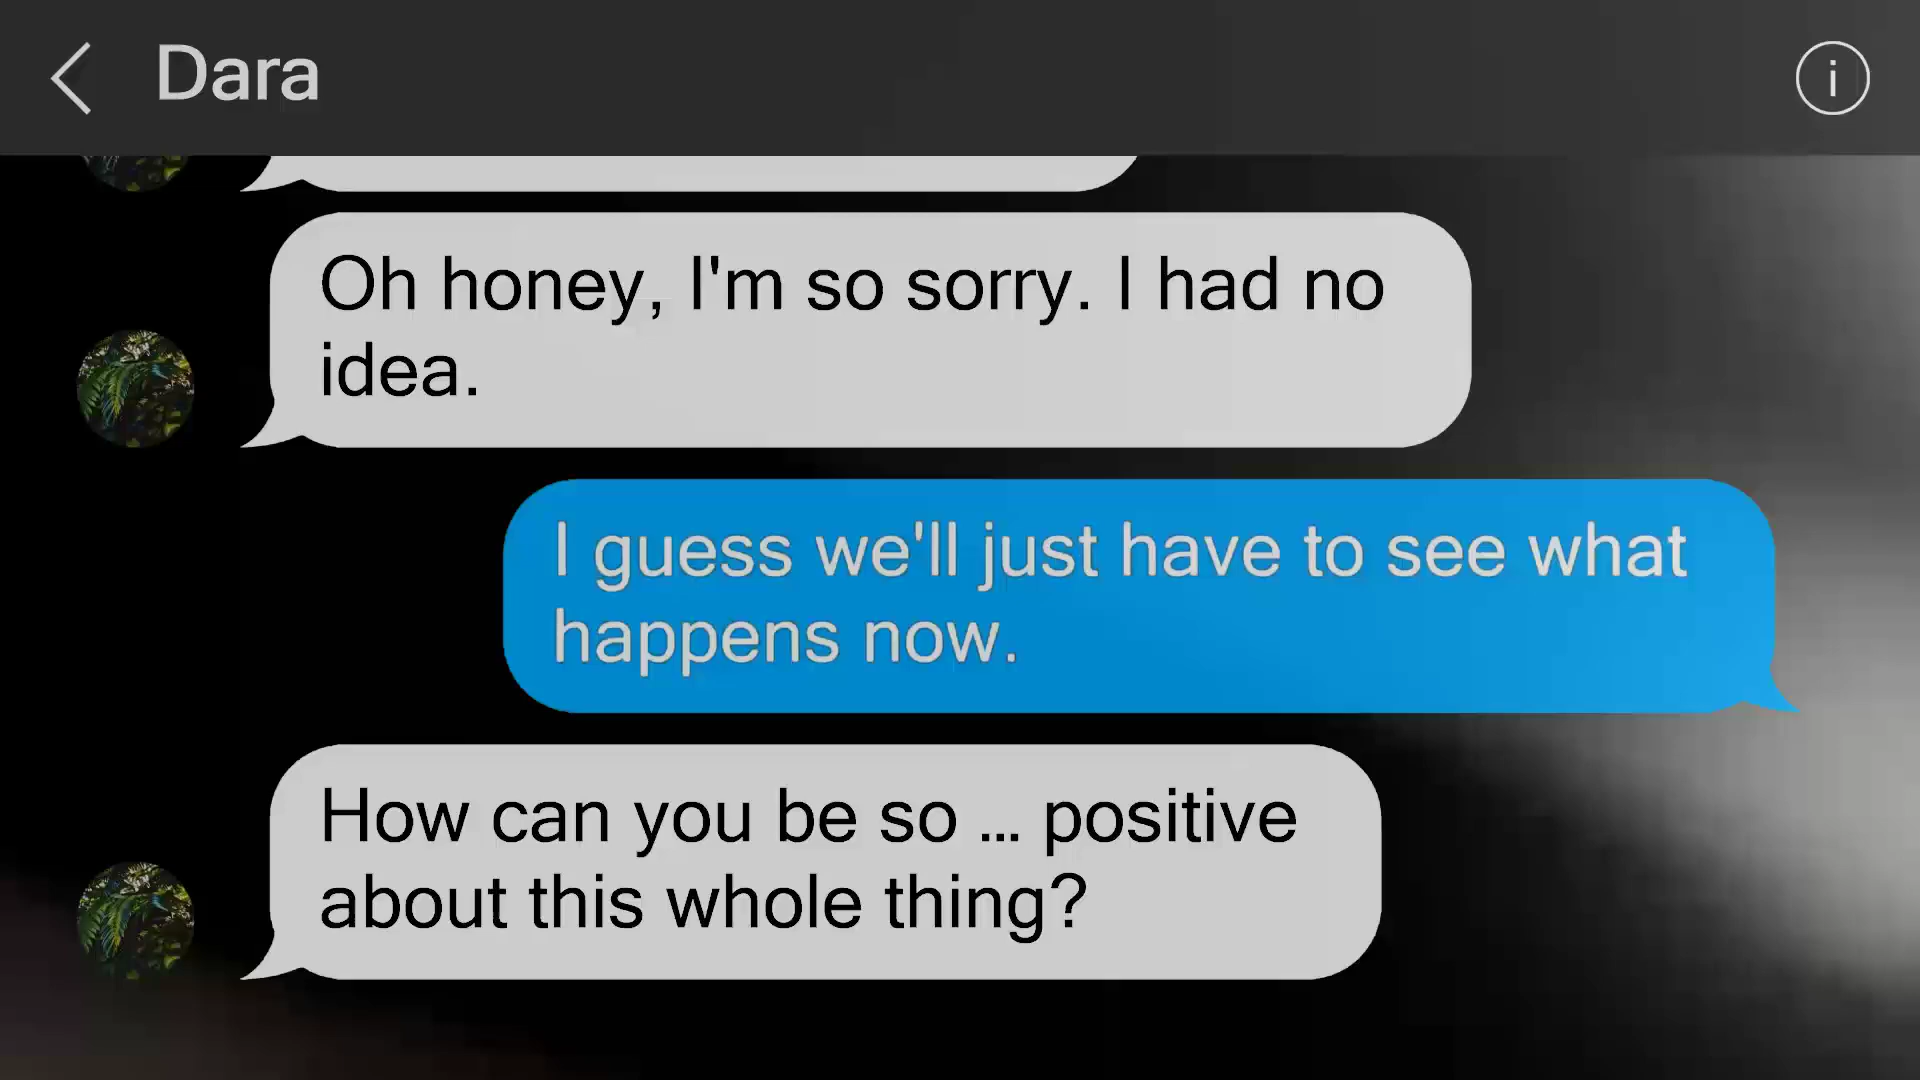 Dara
Oh honey, I'm so sorry. I had no
idea.
I guess we'll just have to see what
happens now.
How can you be so ... positive
about this whole thing?